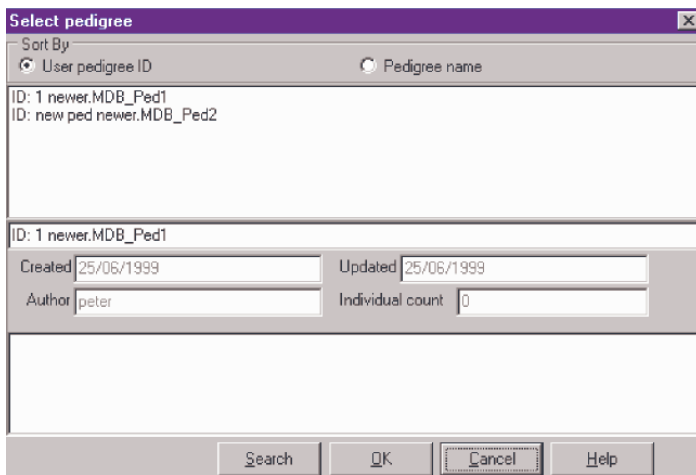 Select pedigree
Sort By
User pedigree ID Pedigree name
ID: 1 newer.MDB_Ped1
ID: new ped newer.MDB_Ped2
ID: 1 newer.MDB_Ped1
Created 25/06/1999 Updated 25/06/1999
Author peter Individual count 0
Search OK Cancel Help